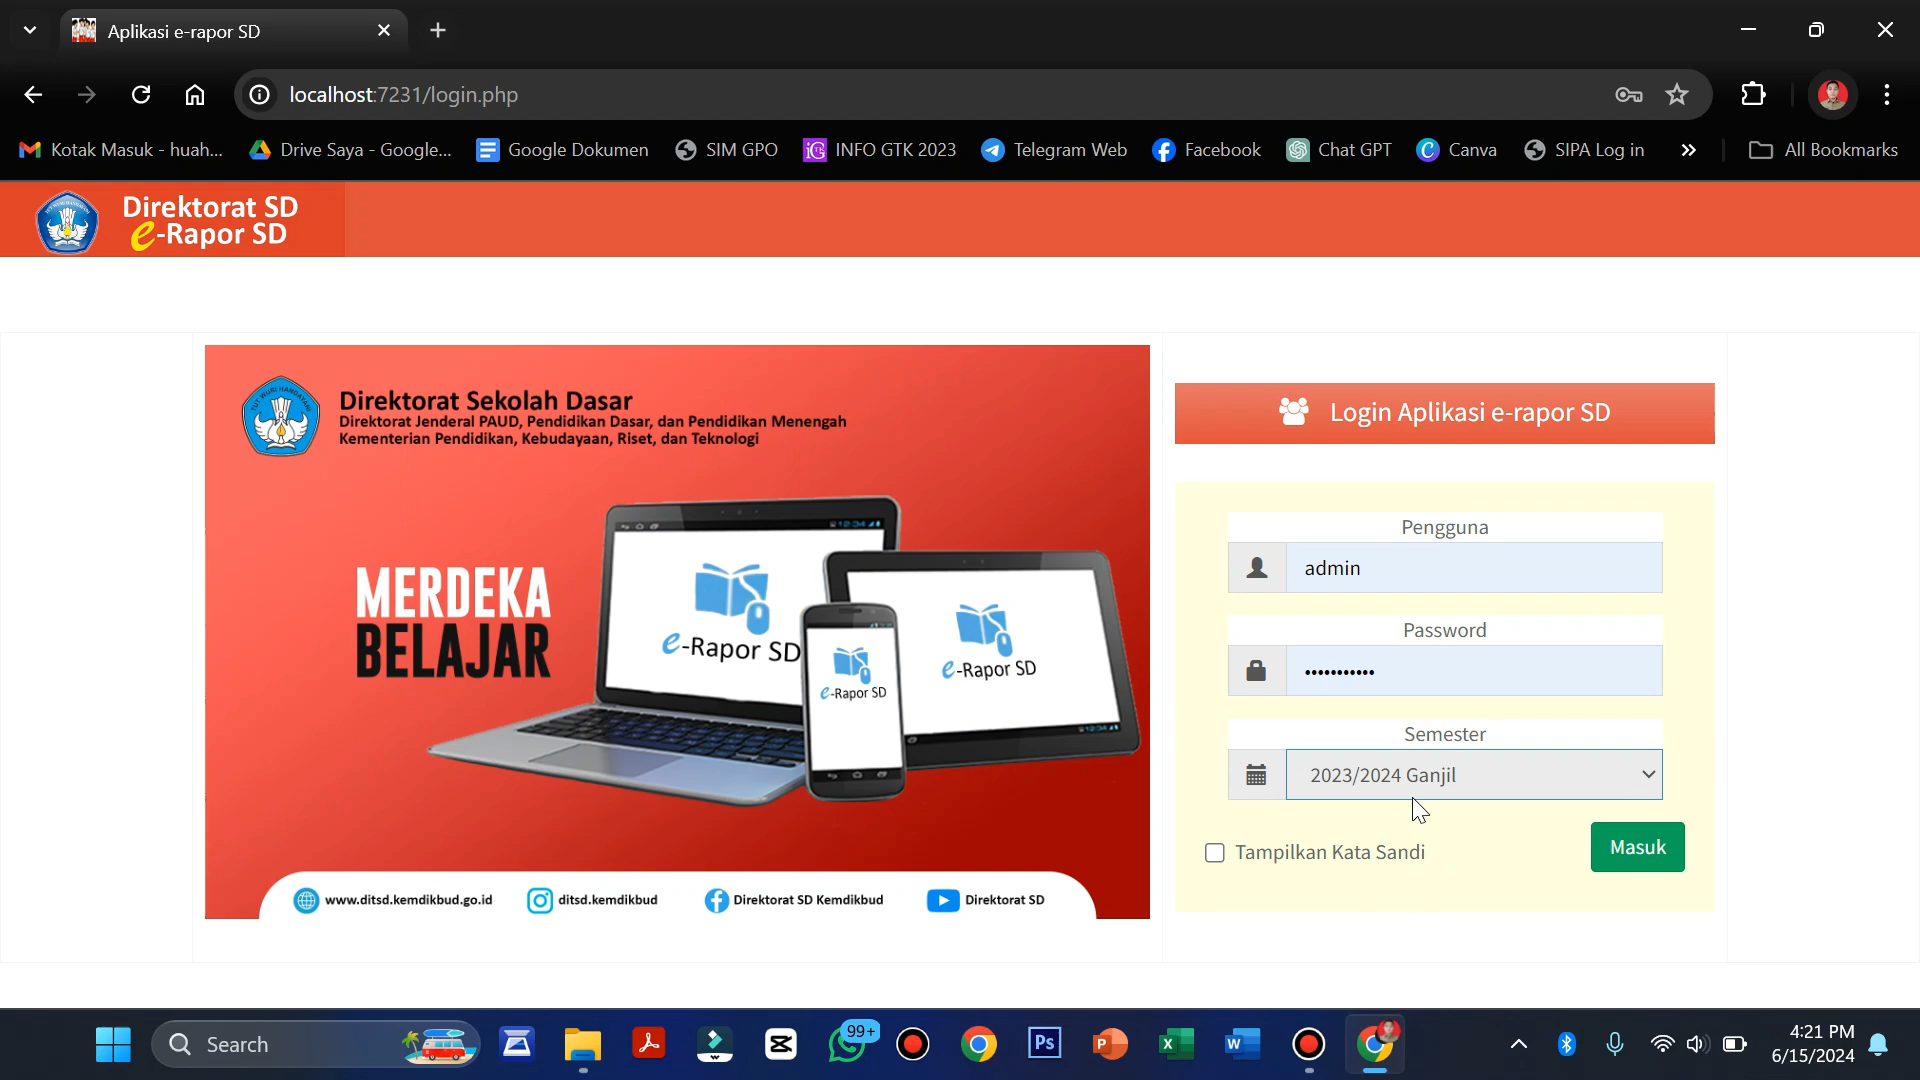 Aplikasi e-rapor SD
localhost:7231/login.php
Kotak Masuk - huah...
Drive Saya - Google...
Google Dokumen
SIM GPO
INFO GTK 2023
Telegram Web
Facebook
Chat GPT
Canva
SIPA Log in
All Bookmarks
Direktorat SD
e-Rapor SD
Direktorat Sekolah Dasar
Direktorat Jenderal PAUD, Pendidikan Dasar, dan Pendidikan Menengah
Kementerian Pendidikan, Kebudayaan, Riset, dan Teknologi
MERDEKA
BELAJAR
12:34
e-Rapor SD
e-Rapor SD
e-Rapor SD
12:34
www.ditsd.kemdikbud.go.id
ditsd.kemdikbud
Direktorat SD Kemdikbud
Direktorat SD
Login Aplikasi e-rapor SD
Pengguna
admin
Password
•••••••••••
Semester
2023/2024 Ganjil
Tampilkan Kata Sandi
Masuk
Search
99+
Ps
4:21 PM
6/15/2024